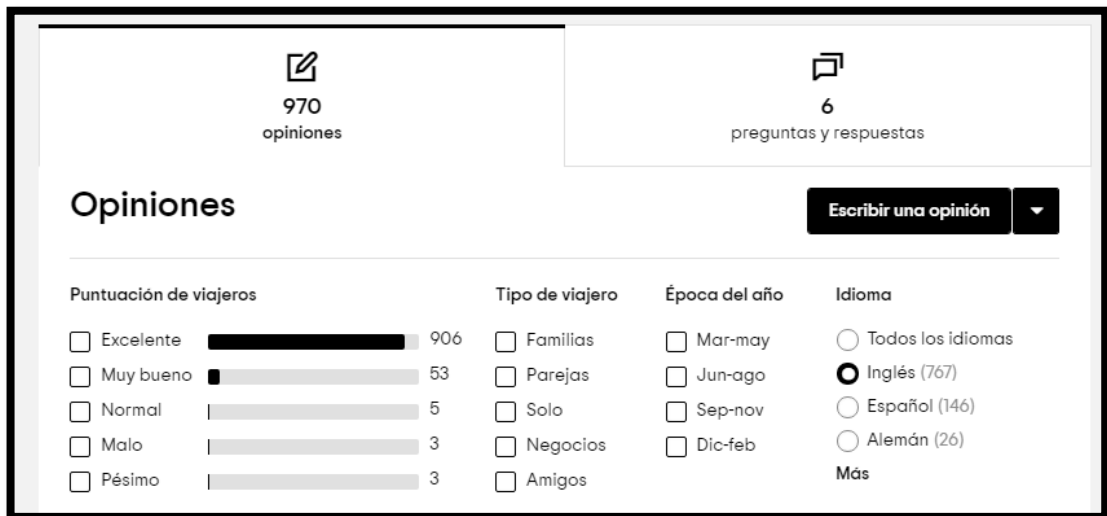 970
opiniones
6
preguntas y respuestas
Opiniones
Escribir una opinión
Puntuación de viajeros
Excelente 906
Muy bueno 53
Normal 5
Malo 3
Pésimo 3
Tipo de viajero
Familias
Parejas
Solo
Negocios
Amigos
Época del año
Mar-may
Jun-ago
Sep-nov
Dic-feb
Idioma
Todos los idiomas
Inglés (767)
Español (146)
Alemán (26)
Más